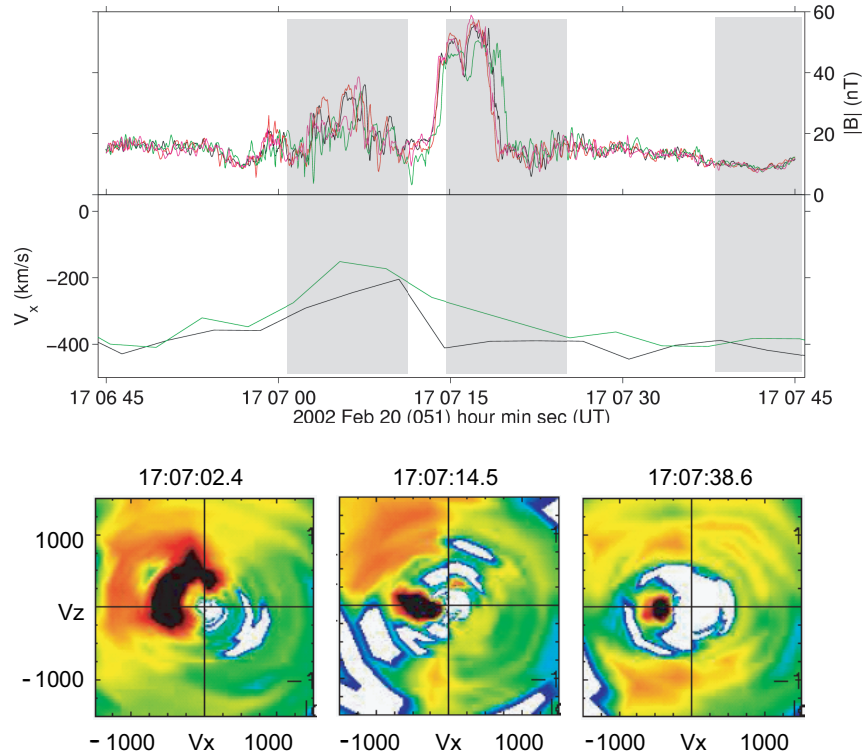 60
40
20
0
|B| (nT)
0
−200
−400
Vx (km/s)
17 06 45
17 07 00
17 07 15
17 07 30
17 07 45
2002 Feb 20 (051) hour min sec (UT)
17:07:02.4
17:07:14.5
17:07:38.6
1000
Vz
-1000
-1000 Vx 1000
-1000 Vx 1000
-1000 Vx 1000